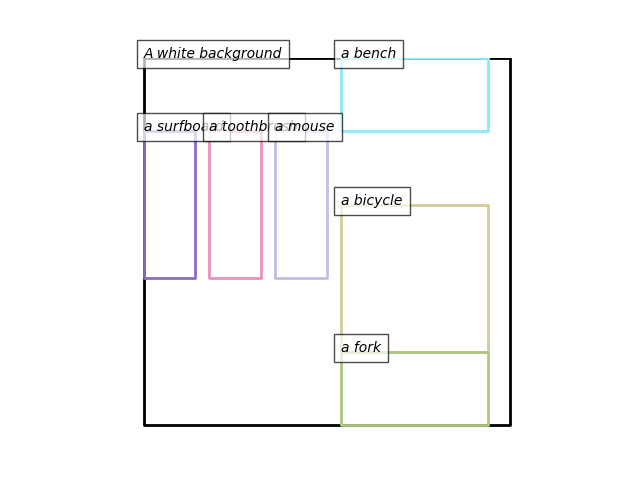 A white background
a bench
a surfboard
a toothbrush
a mouse
a bicycle
a fork